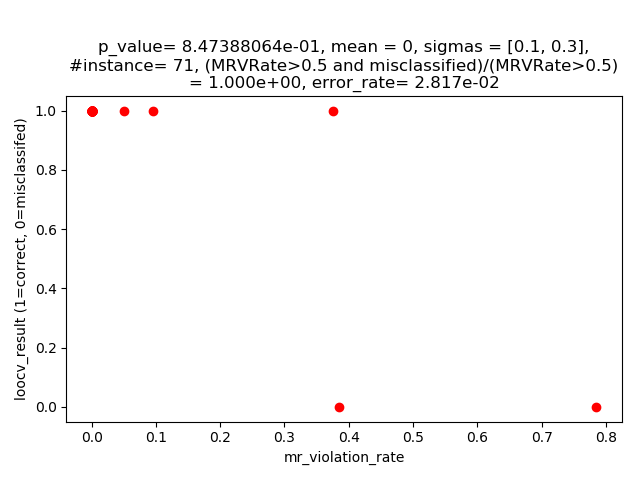 p_value= 8.47388064e-01, mean = 0, sigmas = [0.1, 0.3],
#instance= 71, (MRVRate>0.5 and misclassified)/(MRVRate>0.5)
= 1.000e+00, error_rate= 2.817e-02
loocv_result (1=correct, 0=misclassifed)
1.0
0.8
0.6
0.4
0.2
0.0
0.0 0.1 0.2 0.3 0.4 0.5 0.6 0.7 0.8
mr_violation_rate